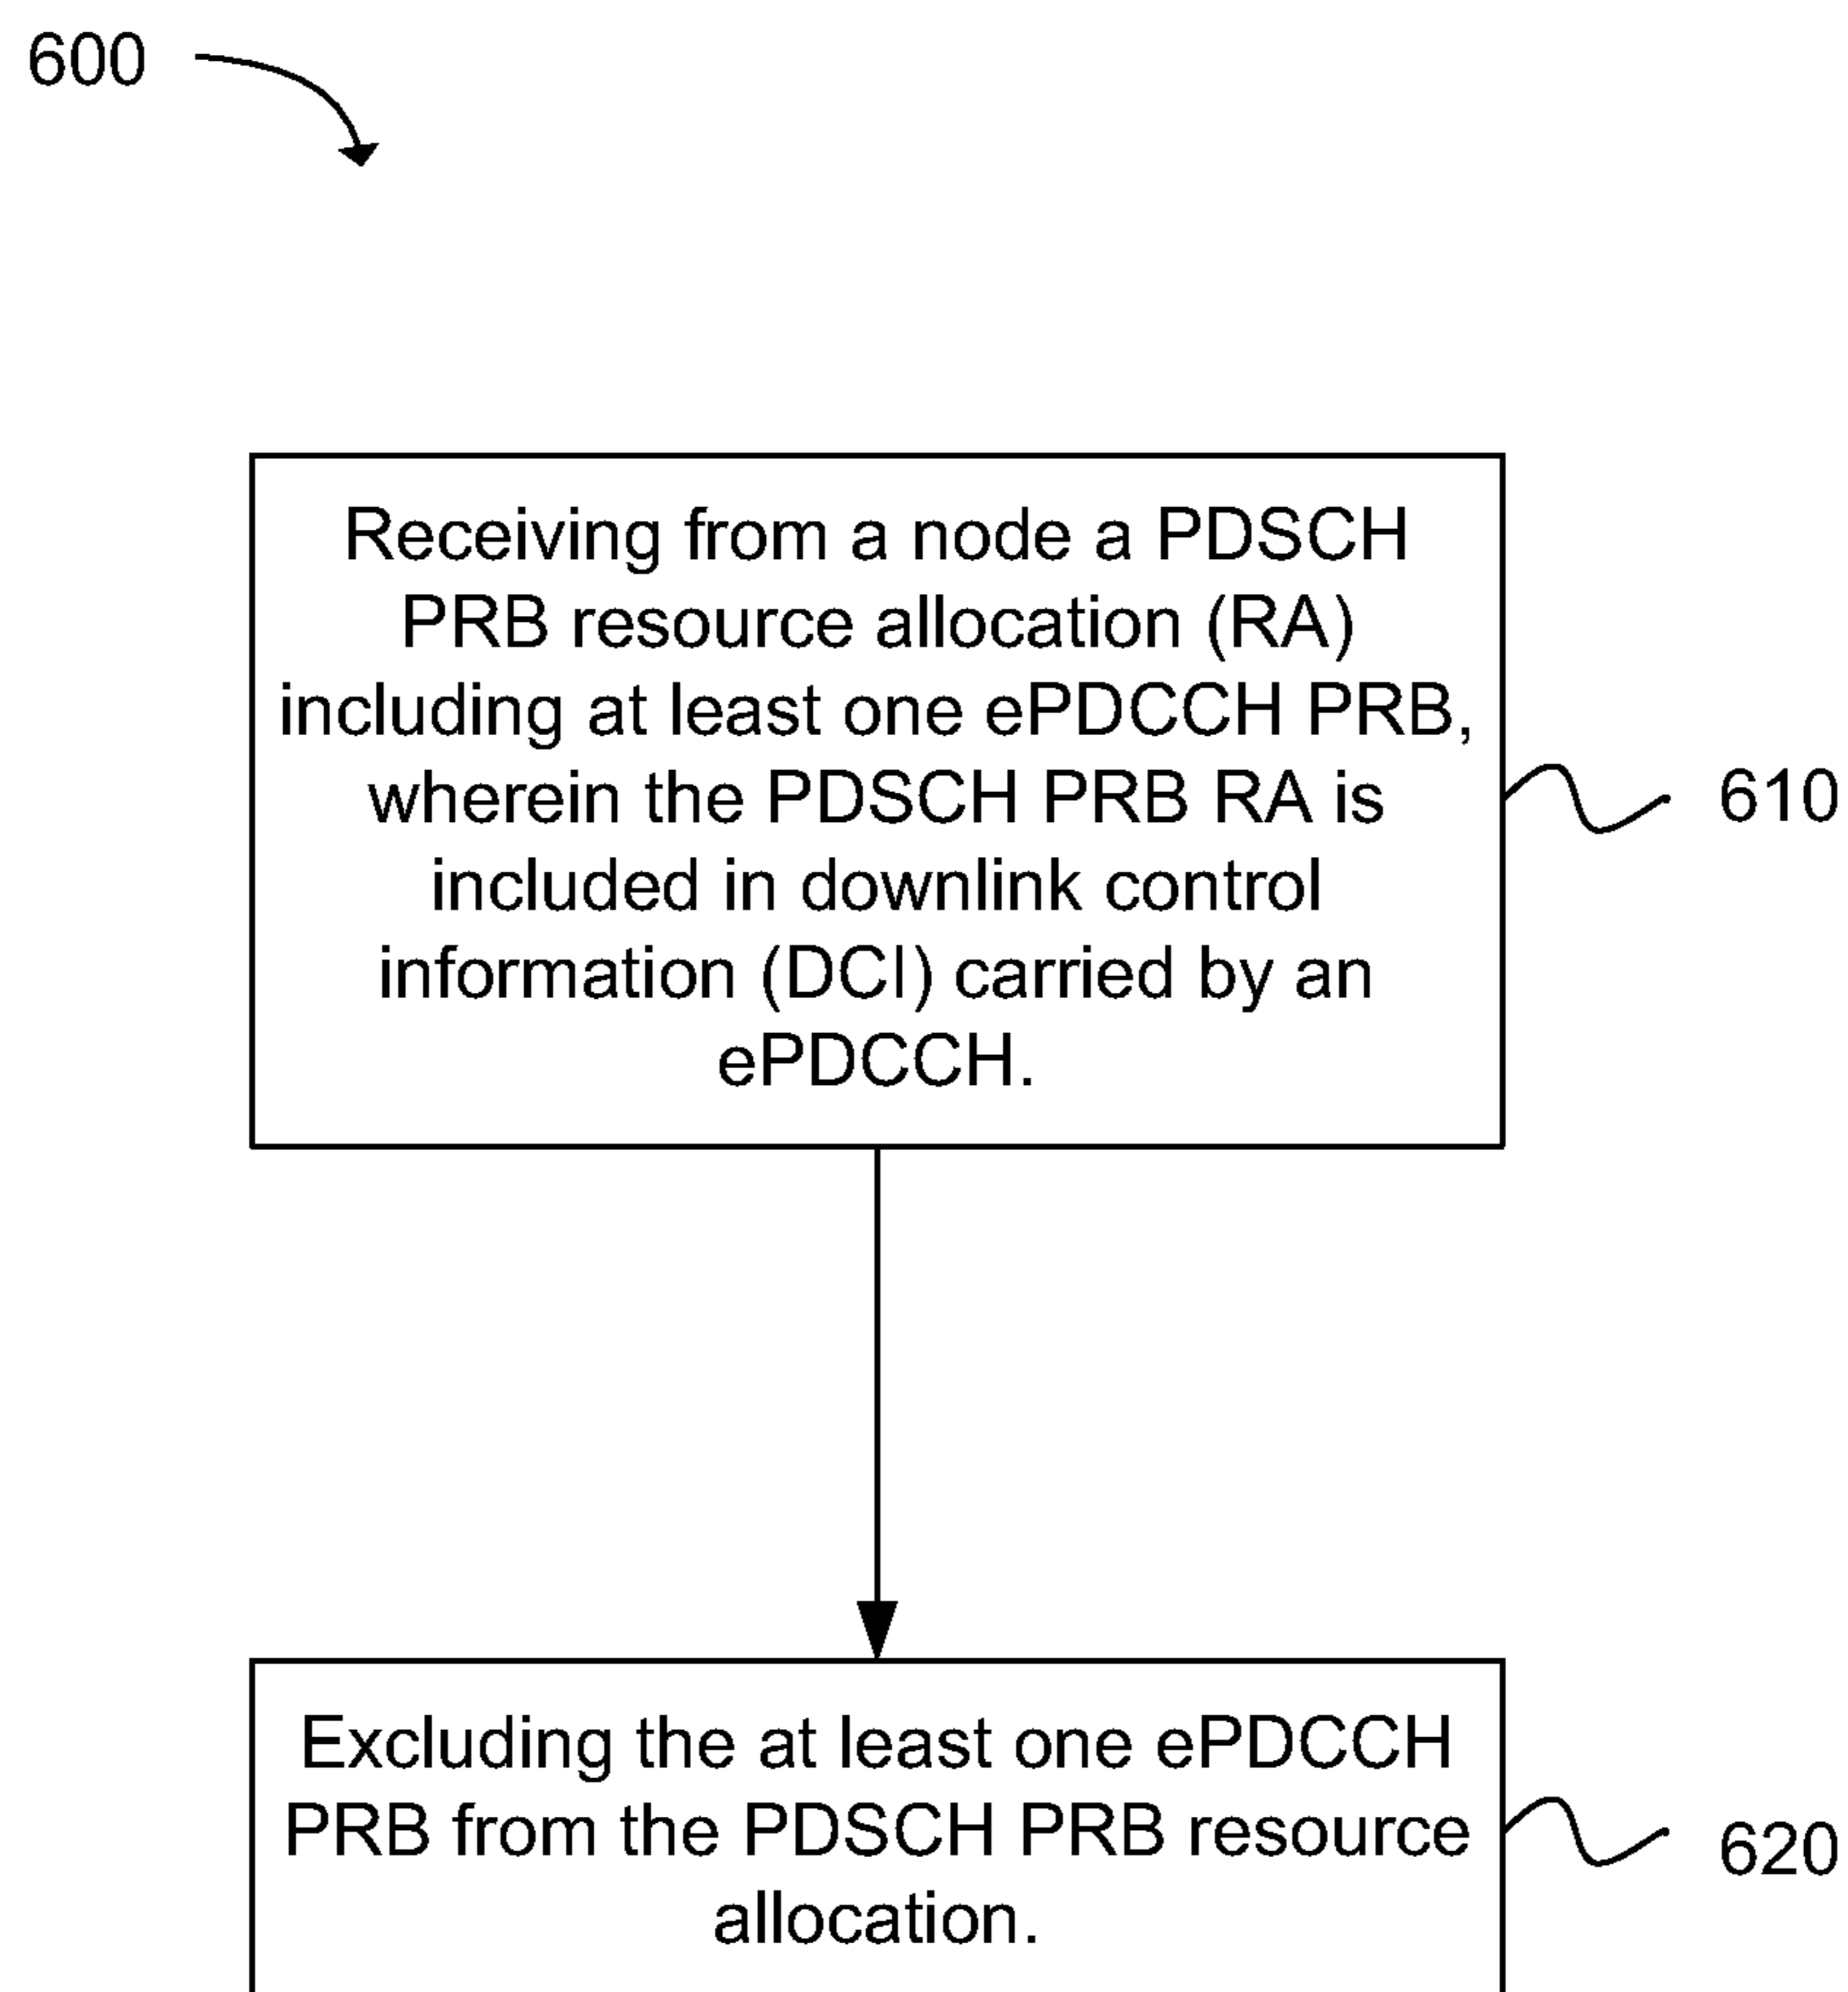 600
Receiving from a node a PDSCH
PRB resource allocation (RA)
including at least one ePDCCH PRB,
wherein the PDSCH PRB RA is
included in downlink control
information (DCI) carried by an
ePDCCH.
610
Excluding the at least one ePDCCH
PRB from the PDSCH PRB resource
allocation.
620